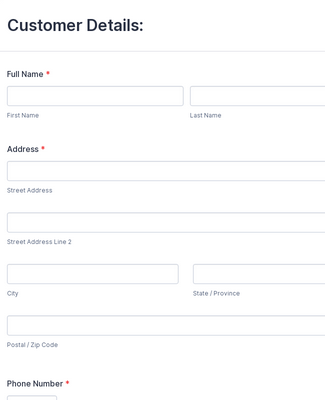 Customer Details:
Full Name *
First Name Last Name
Address *
Street Address
Street Address Line 2
City State / Province
Postal / Zip Code
Phone Number *